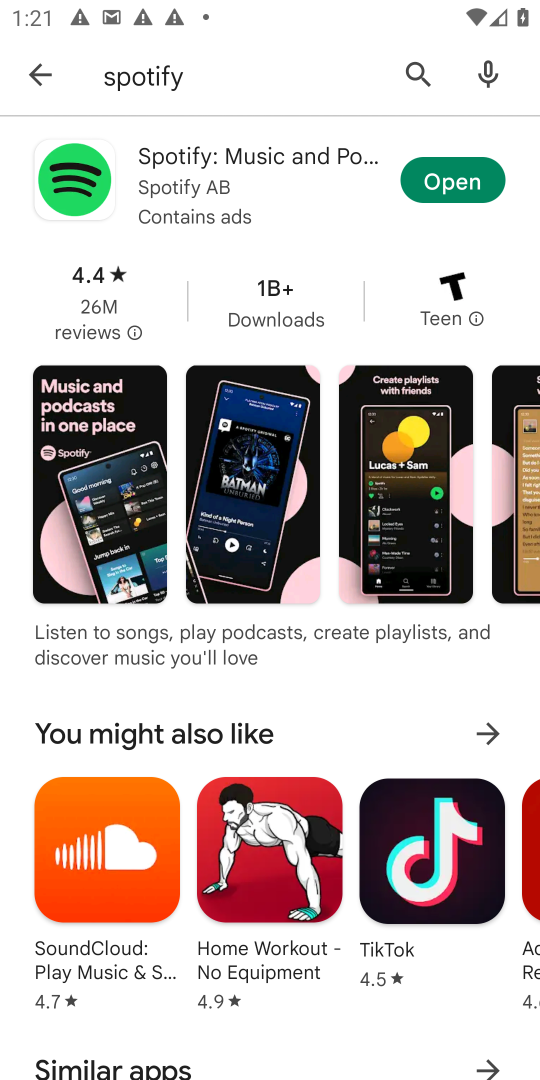 1:21
spotify
Spotify: Music and Po...
Spotify AB
Contains ads
Open
4.4★
26M
reviews
1B+
Downloads
T
Teen
Music and
podcasts
in one place
Spotify
Good morning
Jump back in
BATMAN
UNBURIED
Kind of a Night Person
Create playlists
with friends
Lucas + Sam
Listen to songs, play podcasts, create playlists, and
discover music you'll love
You might also like
SoundCloud:
Play Music & S...
4.7★
Home Workout -
No Equipment
4.9★
TikTok
4.5★
Ac
Re
4.
Similar apps